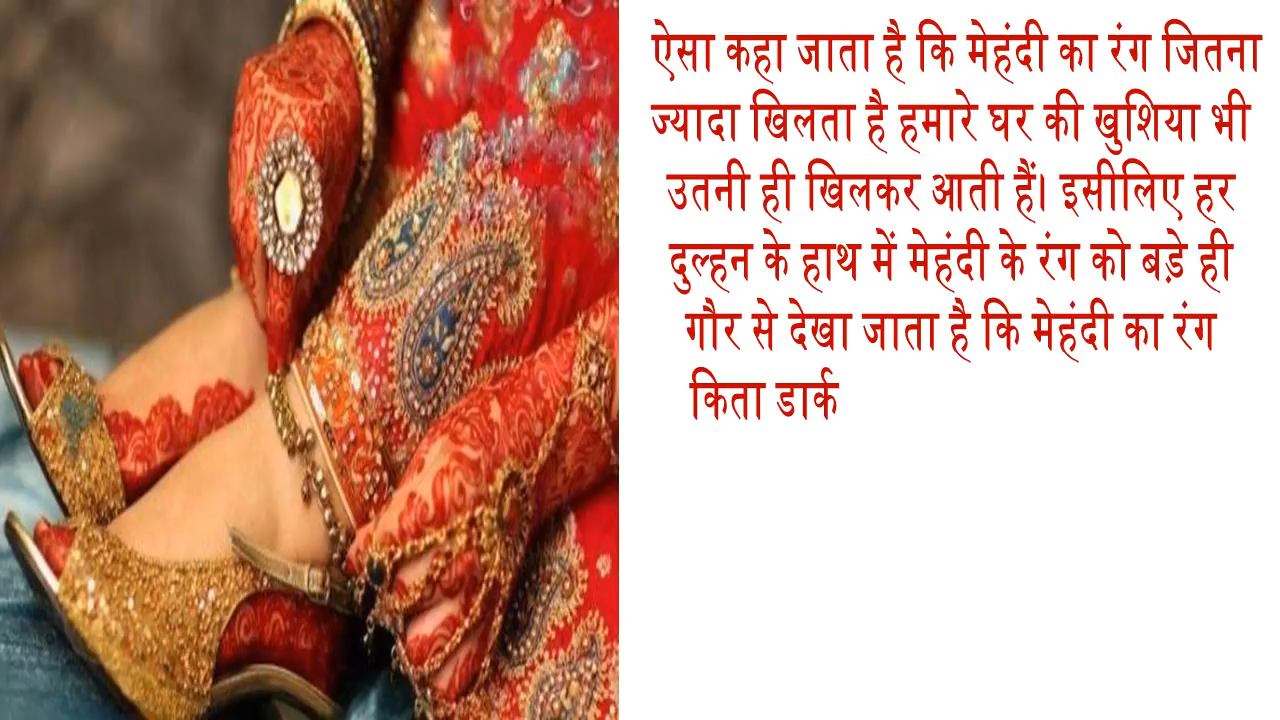 ऐसा कहा जाता है कि मेहंदी का रंग जितना
ज्यादा खिलता है हमारे घर की खुशिया भी
उतनी ही खिलकर आती हैं। इसीलिए हर
दुल्हन के हाथ में मेहंदी के रंग को बड़े ही
गौर से देखा जाता है कि मेहंदी का रंग
किता डार्क